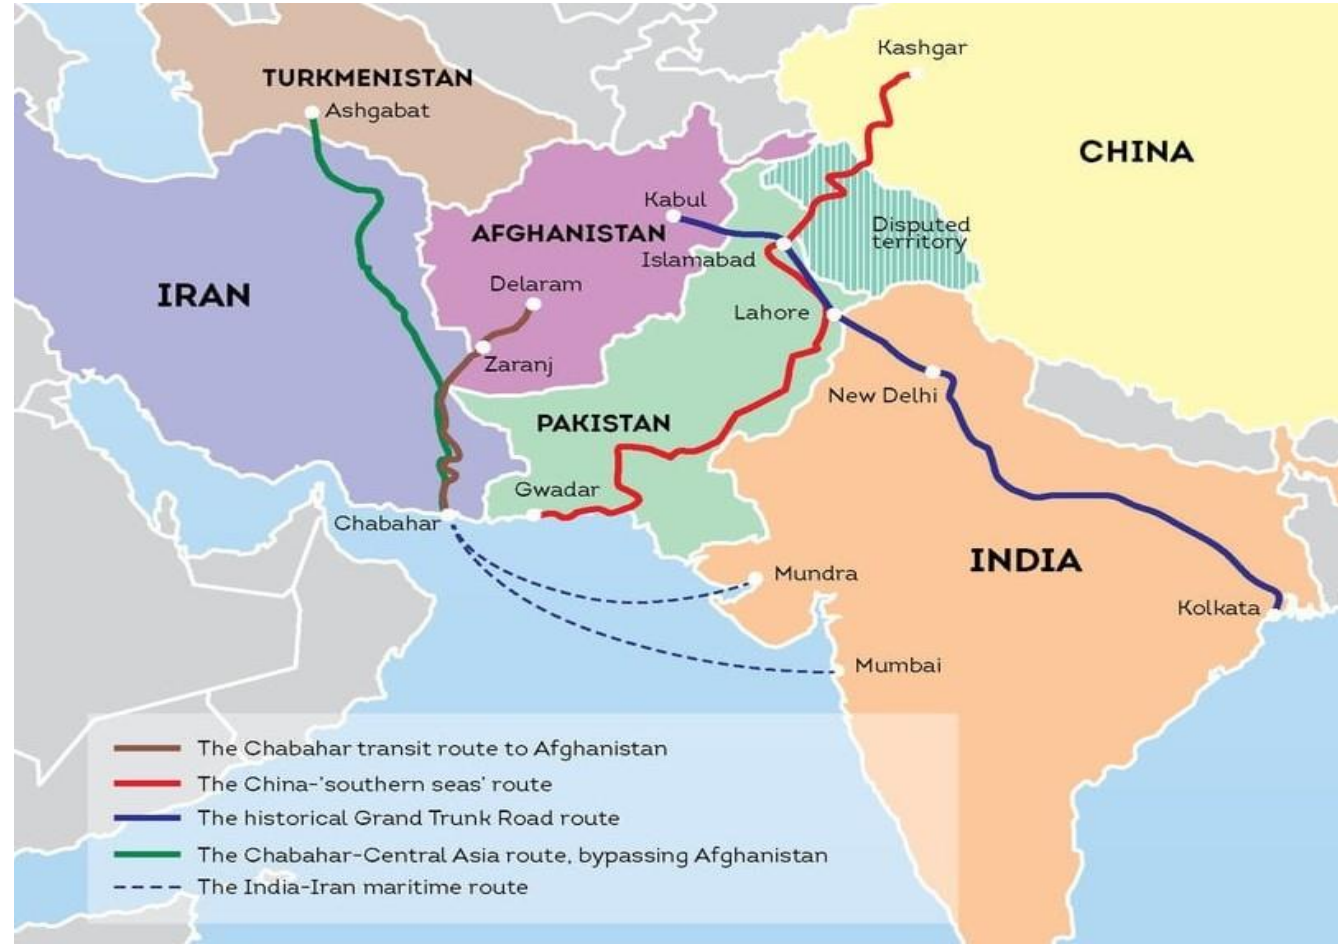 Kashgar
TURKMENISTAN
Ashgabat
CHINA
Kabul
AFGHANISTAN
Disputed
territory
Islamabad
Delaram
IRAN
Lahore
Zaranj
New Delhi
PAKISTAN
Gwadar
Chabahar
INDIA
Mundra
Kolkata
Mumbai
The Chabahar transit route to Afghanistan
The China-'southern seas' route
The historical Grand Trunk Road route
The Chabahar-Central Asia route, bypassing Afghanistan
The India-Iran maritime route